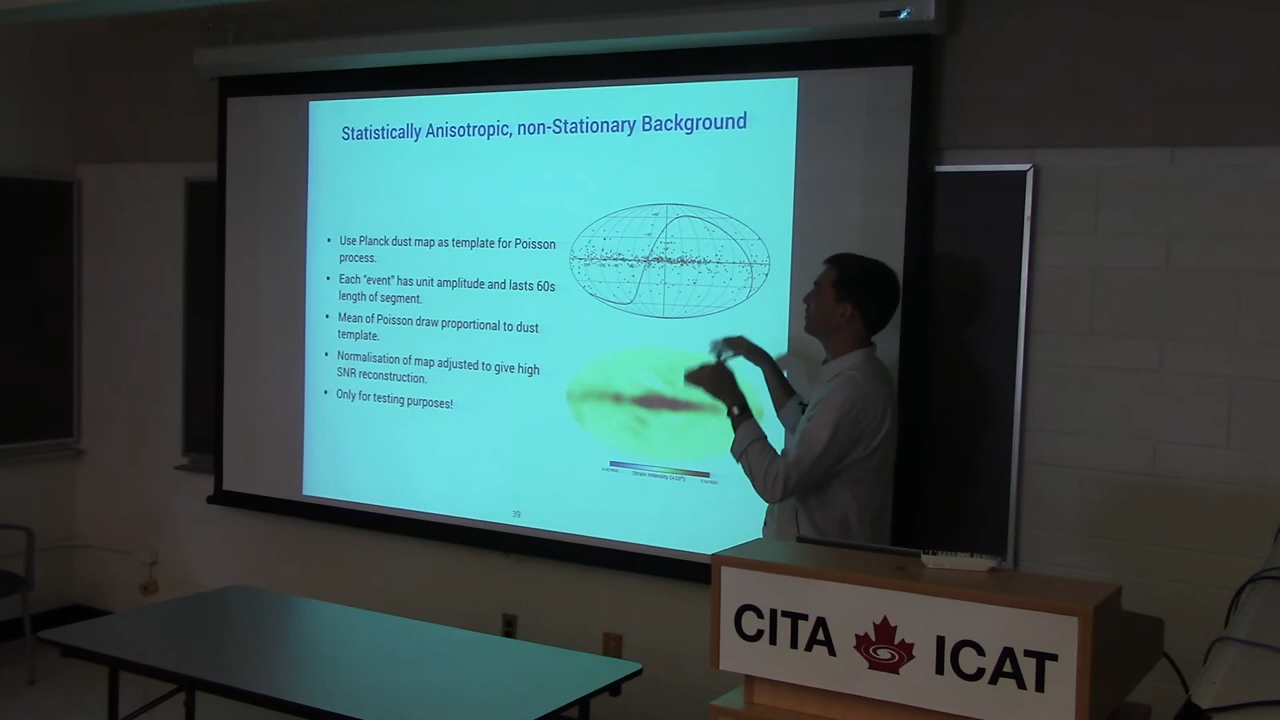 Statistically Anisotropic, non-Stationary Background
• Use Planck dust map as template for Poisson
process.
• Each "event" has unit amplitude and lasts 60s
length of segment.
• Mean of Poisson draw proportional to dust
template.
• Normalisation of map adjusted to give high
SNR reconstruction.
• Only for testing purposes!
39
CITA ICAT